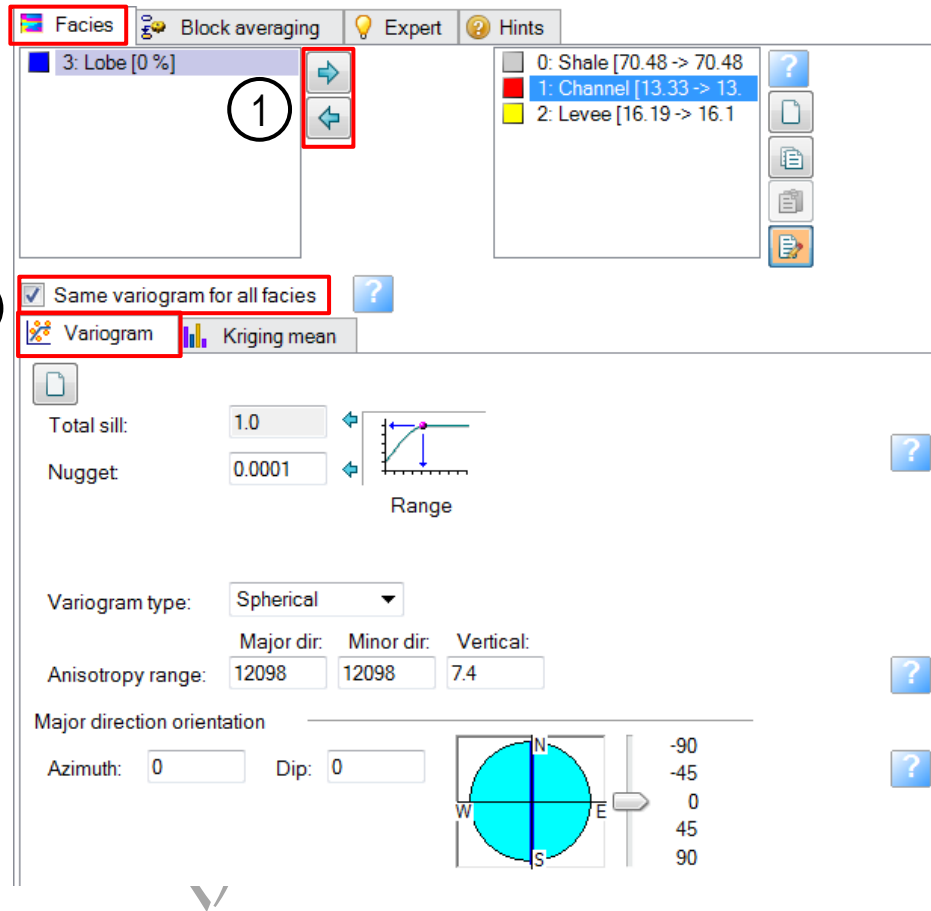 Facies Block averaging Expert Hints
3: Lobe [0 %]
0: Shale [70.48 -> 70.48
1: Channel [13.33 -> 13.
2: Levee [16.19 -> 16.1
1
Same variogram for all facies
Variogram Kriging mean
Total sill: 1.0
Nugget: 0.0001
Range
Variogram type: Spherical
Major dir: Minor dir: Vertical:
Anisotropy range: 12098 12098 7.4
Major direction orientation
Azimuth: 0 Dip: 0
N
W E
S
-90
-45
0
45
90